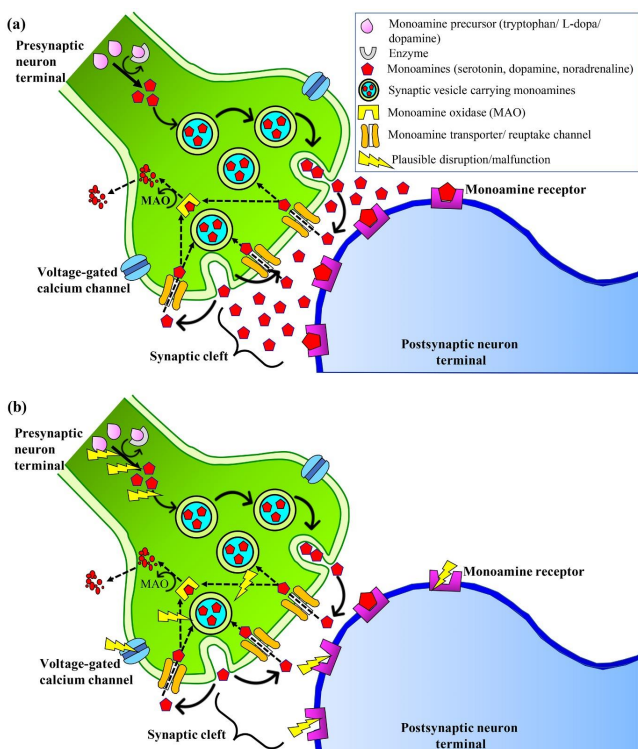 (a)
Presynaptic
neuron
terminal
Monoamine precursor (tryptophan/ L-dopa/
dopamine)
Enzyme
Monoamines (serotonin, dopamine, noradrenaline)
Synaptic vesicle carrying monoamines
Monoamine oxidase (MAO)
Monoamine transporter/ reuptake channel
Plausible disruption/malfunction
Monoamine receptor
MAO
Voltage-gated
calcium channel
Synaptic cleft
Postsynaptic neuron
terminal
(b)
Presynaptic
neuron
terminal
Monoamine receptor
MAO
Voltage-gated
calcium channel
Synaptic cleft
Postsynaptic neuron
terminal